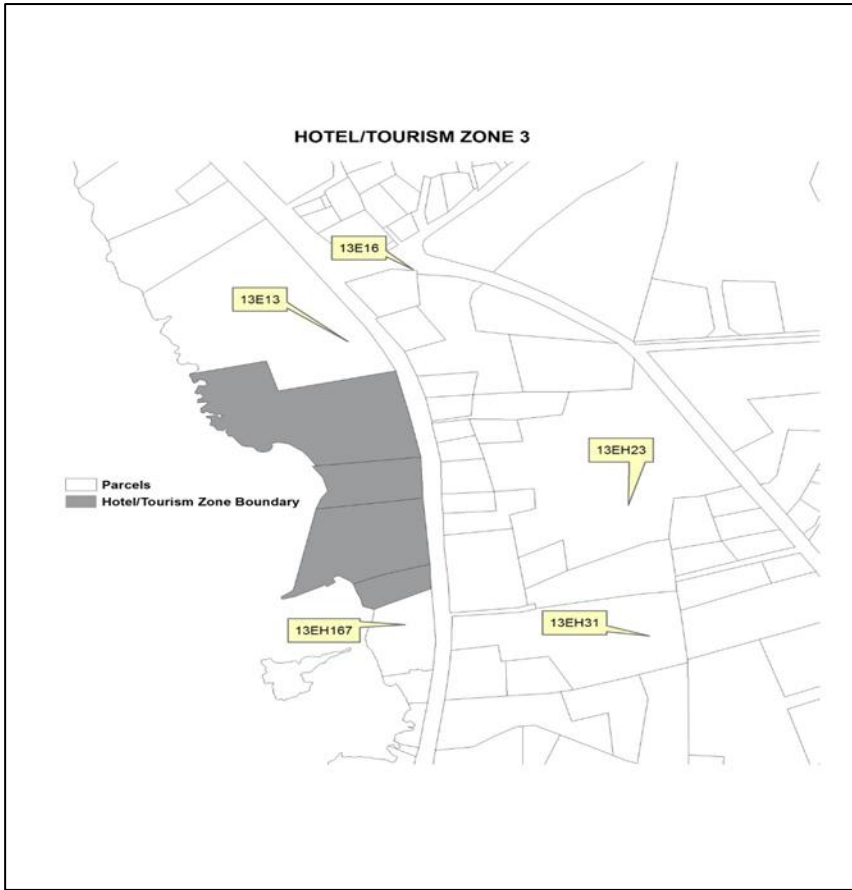 HOTEL/TOURISM ZONE 3
13E16
13E13
13EH23
Parcels
Hotel/Tourism Zone Boundary
13EH167
13EH31